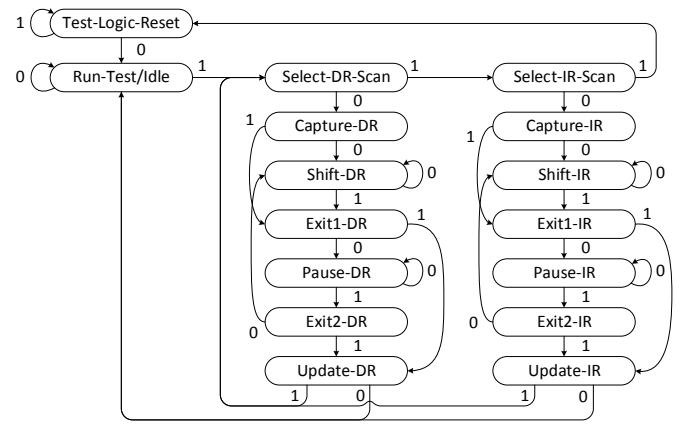 1 Test-Logic-Reset
0
0 Run-Test/Idle 1 Select-DR-Scan 1 Select-IR-Scan 1
0 0
1 Capture-DR 1 Capture-IR
0 0
Shift-DR 0 Shift-IR 0
1 1
Exit1-DR 1 Exit1-IR 1
0 0
Pause-DR 0 Pause-IR 0
1 1
0 Exit2-DR 0 Exit2-IR
1 1
Update-DR Update-IR
1 0 1 0